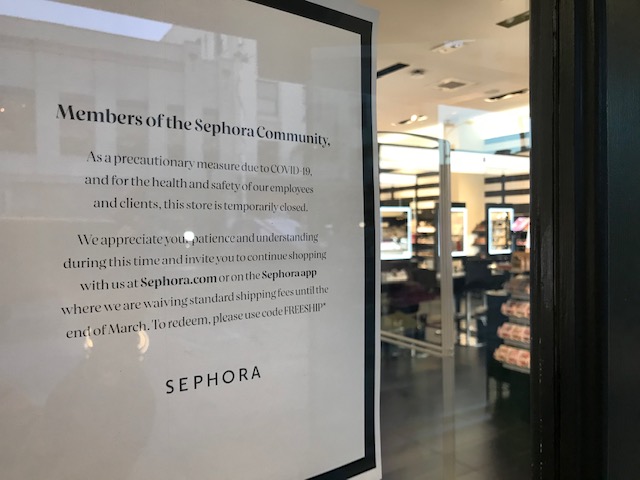 Members of the Sephora Community,
As a precautionary measure due to COVID-19,
and for the health and safety of our employees
and clients, this store is temporarily closed.
We appreciate your patience and understanding
during this time and invite you to continue shopping
with us at Sephora.com or on the Sephora app
where we are waiving standard shipping fees until the
end of March. To redeem, please use code FREESHIP*
SEPHORA